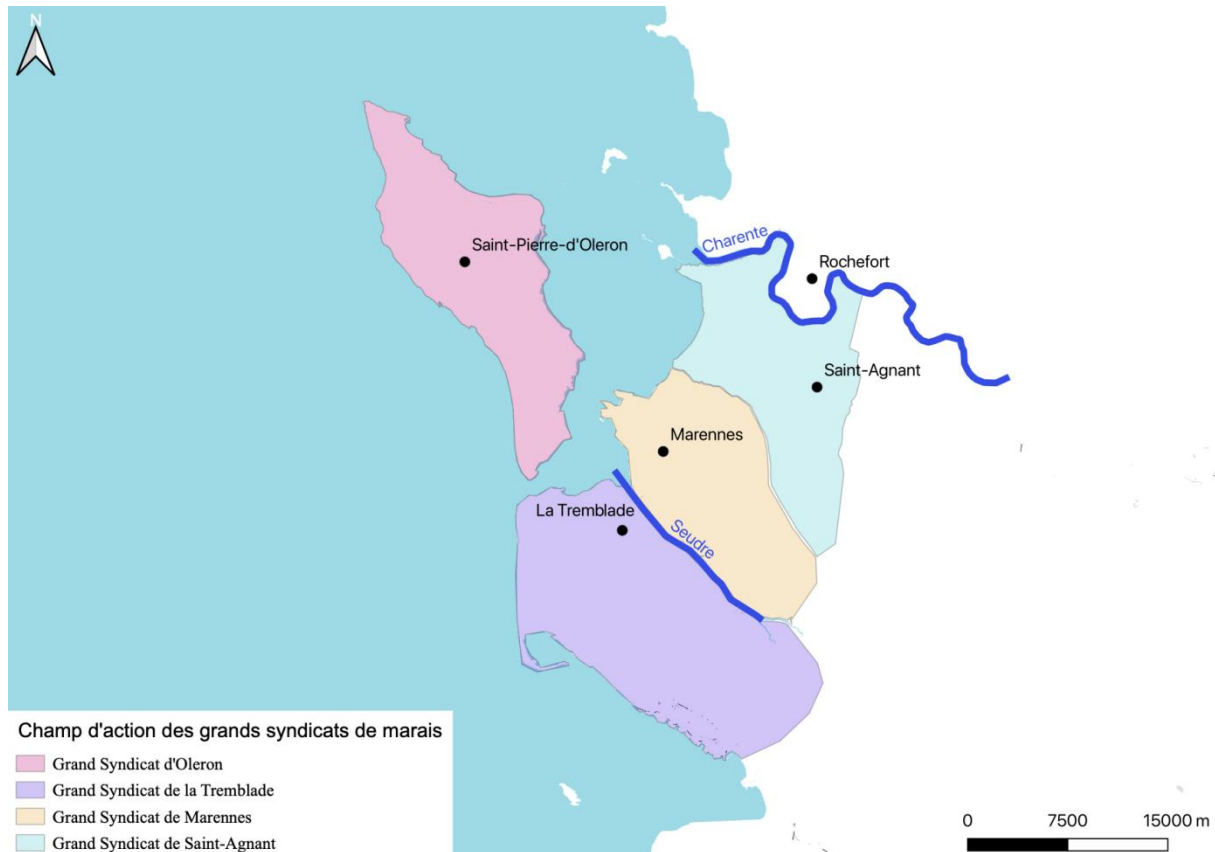 N
Charente
Saint-Pierre-d'Oleron
Rochefort
Saint-Agnant
Marennes
La Tremblade
Seudre
Champ d'action des grands syndicats de marais
Grand Syndicat d'Oleron
Grand Syndicat de la Tremblade
Grand Syndicat de Marennes
Grand Syndicat de Saint-Agnant
0 7500 15000 m